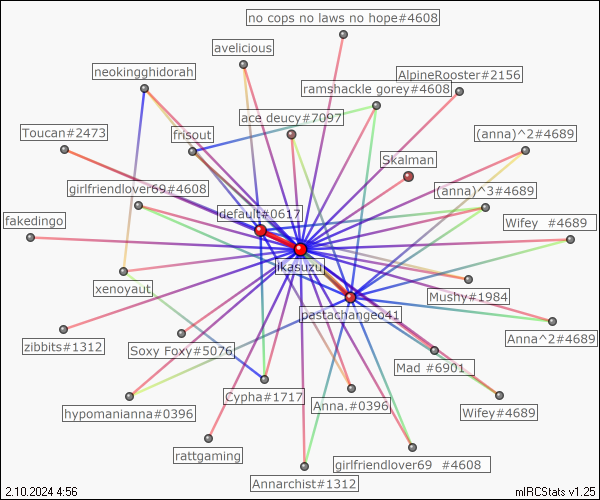 no cops no laws no hope#4608
avelicious
neokingghidorah
AlpineRooster#2156
ramshackle gorey#4608
ace deucy#7097
Toucan#2473
frisout
(anna)^2#4689
Skalman
girlfriendlover69#4608
(anna)^3#4689
default#0617
fakedingo
Wifey #4689
ikasuzu
xenoyaut
Mushy#1984
pastachangeo41
Anna^2#4689
zibbits#1312
Soxy Foxy#5076
Mad #6901
Cypha#1717
Anna.#0396
hypomanianna#0396
Wifey#4689
rattgaming
girlfriendlover69 #4608
Annarchist#1312
2.10.2024 4:56
mIRCStats v1.25